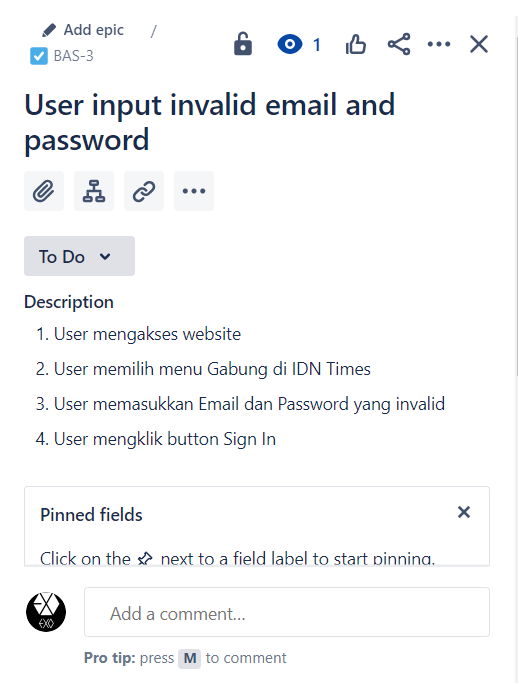 Add epic /
BAS-3
1
User input invalid email and
password
To Do
Description
1. User mengakses website
2. User memilih menu Gabung di IDN Times
3. User memasukkan Email dan Password yang invalid
4. User mengklik button Sign In
Pinned fields
Click on the next to a field label to start pinning.
EXO
Add a comment...
Pro tip: press M to comment